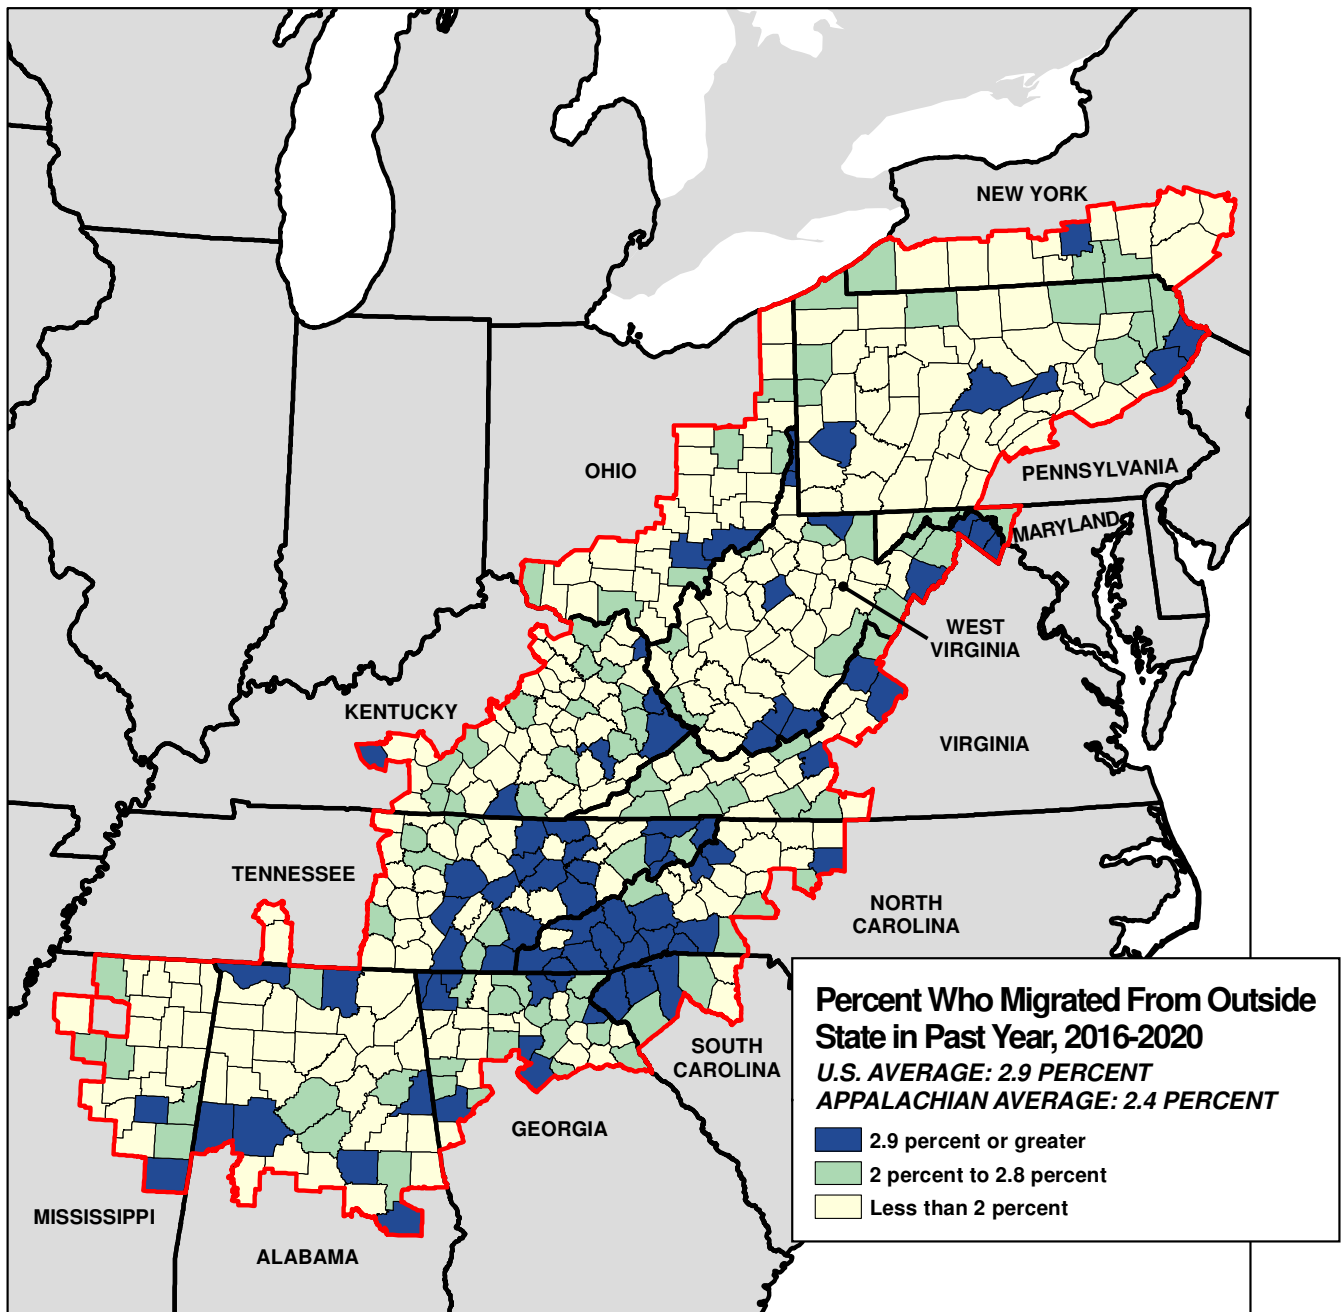 NEW YORK
OHIO
PENNSYLVANIA
MARYLAND
WEST
VIRGINIA
KENTUCKY
VIRGINIA
TENNESSEE
NORTH
CAROLINA
SOUTH
CAROLINA
GEORGIA
MISSISSIPPI
ALABAMA
Percent Who Migrated From Outside
State in Past Year, 2016-2020
U.S. AVERAGE: 2.9 PERCENT
APPALACHIAN AVERAGE: 2.4 PERCENT
2.9 percent or greater
2 percent to 2.8 percent
Less than 2 percent